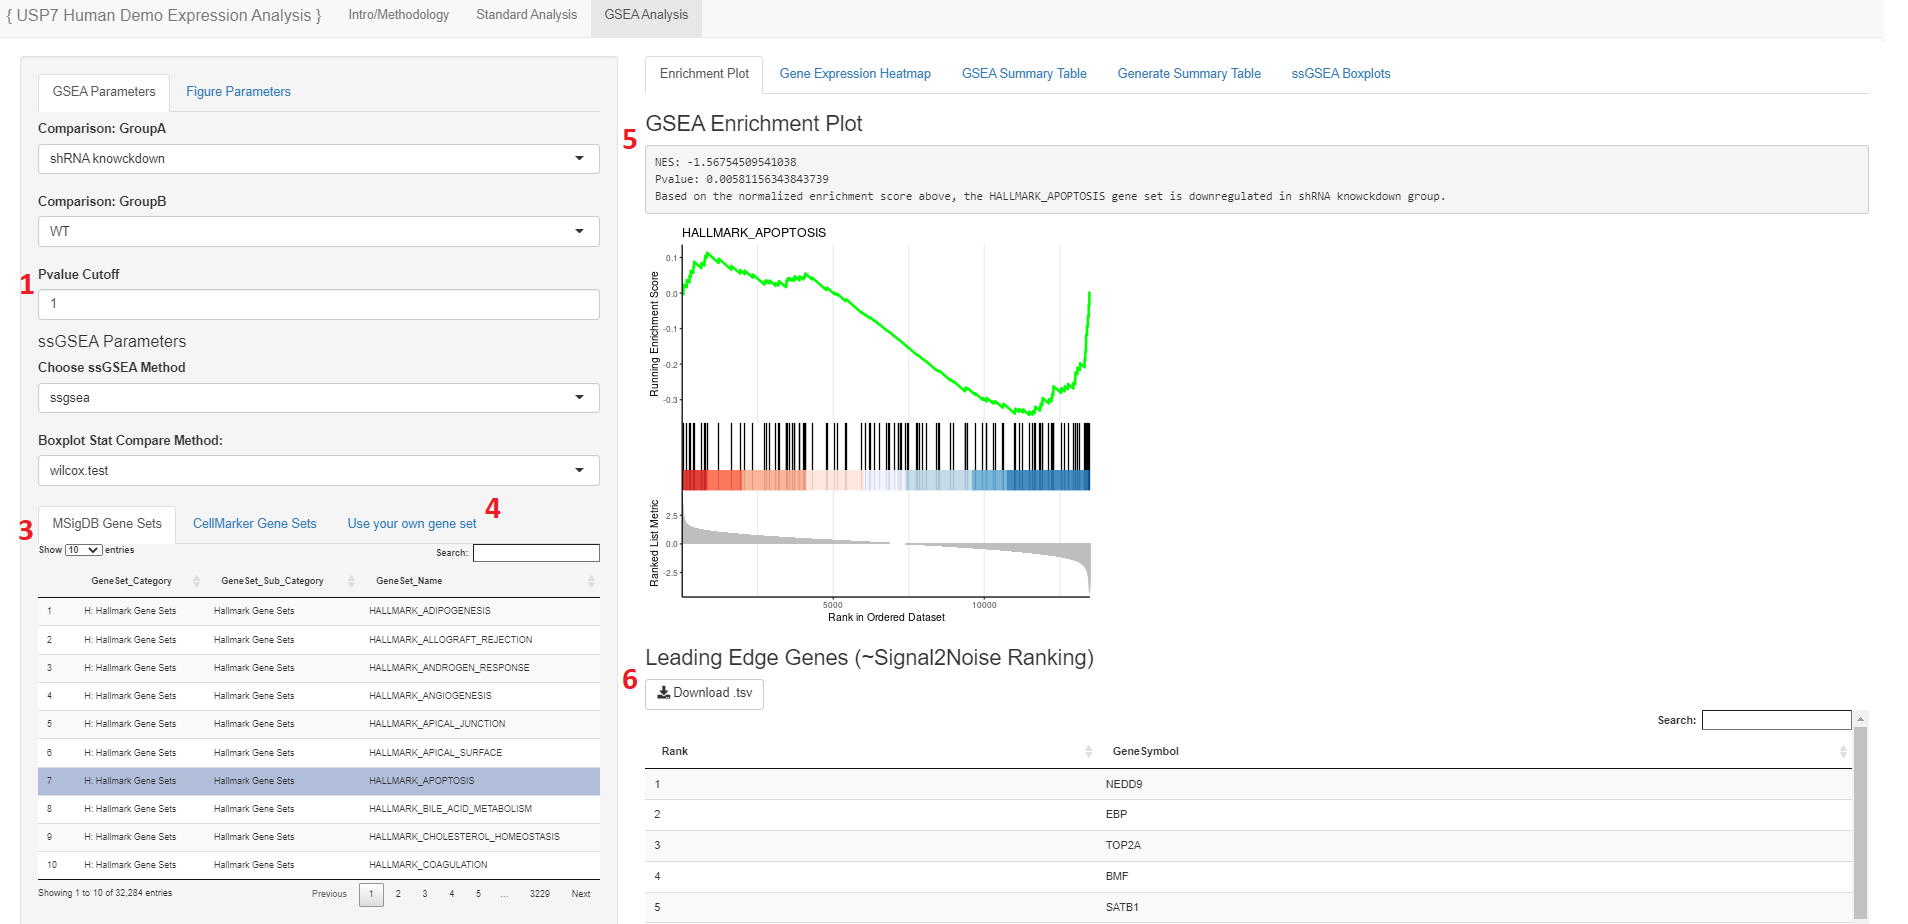 { USP7 Human Demo Expression Analysis }
Intro/Methodology
Standard Analysis
GSEA Analysis
GSEA Parameters
Figure Parameters
Comparison: GroupA
shRNA knowckdown
Comparison: GroupB
WT
1
Pvalue Cutoff
1
ssGSEA Parameters
Choose ssGSEA Method
ssgsea
Boxplot Stat Compare Method:
wilcox.test
3
4
MSigDB Gene Sets
CellMarker Gene Sets
Use your own gene set
Show 10 entries
Search:
GeneSet_Category GeneSet_Sub_Category GeneSet_Name
1 H: Hallmark Gene Sets Hallmark Gene Sets HALLMARK_ADIPOGENESIS
2 H: Hallmark Gene Sets Hallmark Gene Sets HALLMARK_ALLOGRAFT_REJECTION
3 H: Hallmark Gene Sets Hallmark Gene Sets HALLMARK_ANDROGEN_RESPONSE
4 H: Hallmark Gene Sets Hallmark Gene Sets HALLMARK_ANGIOGENESIS
5 H: Hallmark Gene Sets Hallmark Gene Sets HALLMARK_APICAL_JUNCTION
6 H: Hallmark Gene Sets Hallmark Gene Sets HALLMARK_APICAL_SURFACE
7 H: Hallmark Gene Sets Hallmark Gene Sets HALLMARK_APOPTOSIS
8 H: Hallmark Gene Sets Hallmark Gene Sets HALLMARK_BILE_ACID_METABOLISM
9 H: Hallmark Gene Sets Hallmark Gene Sets HALLMARK_CHOLESTEROL_HOMEOSTASIS
10 H: Hallmark Gene Sets Hallmark Gene Sets HALLMARK_COAGULATION
Showing 1 to 10 of 32,284 entries
Previous 1 2 3 4 5 ... 3229 Next
Enrichment Plot
Gene Expression Heatmap
GSEA Summary Table
Generate Summary Table
ssGSEA Boxplots
GSEA Enrichment Plot
5
NES: -1.56754509541038
Pvalue: 0.00581156343843739
Based on the normalized enrichment score above, the HALLMARK_APOPTOSIS gene set is downregulated in shRNA knowckdown group.
HALLMARK_APOPTOSIS
Running Enrichment Score
0.1
0.0
-0.1
-0.2
-0.3
Ranked List Metric
2.5
0.0
-2.5
5000 10000
Rank in Ordered Dataset
Leading Edge Genes (~Signal2Noise Ranking)
6
Download .tsv
Search:
Rank GeneSymbol
1 NEDD9
2 EBP
3 TOP2A
4 BMF
5 SATB1